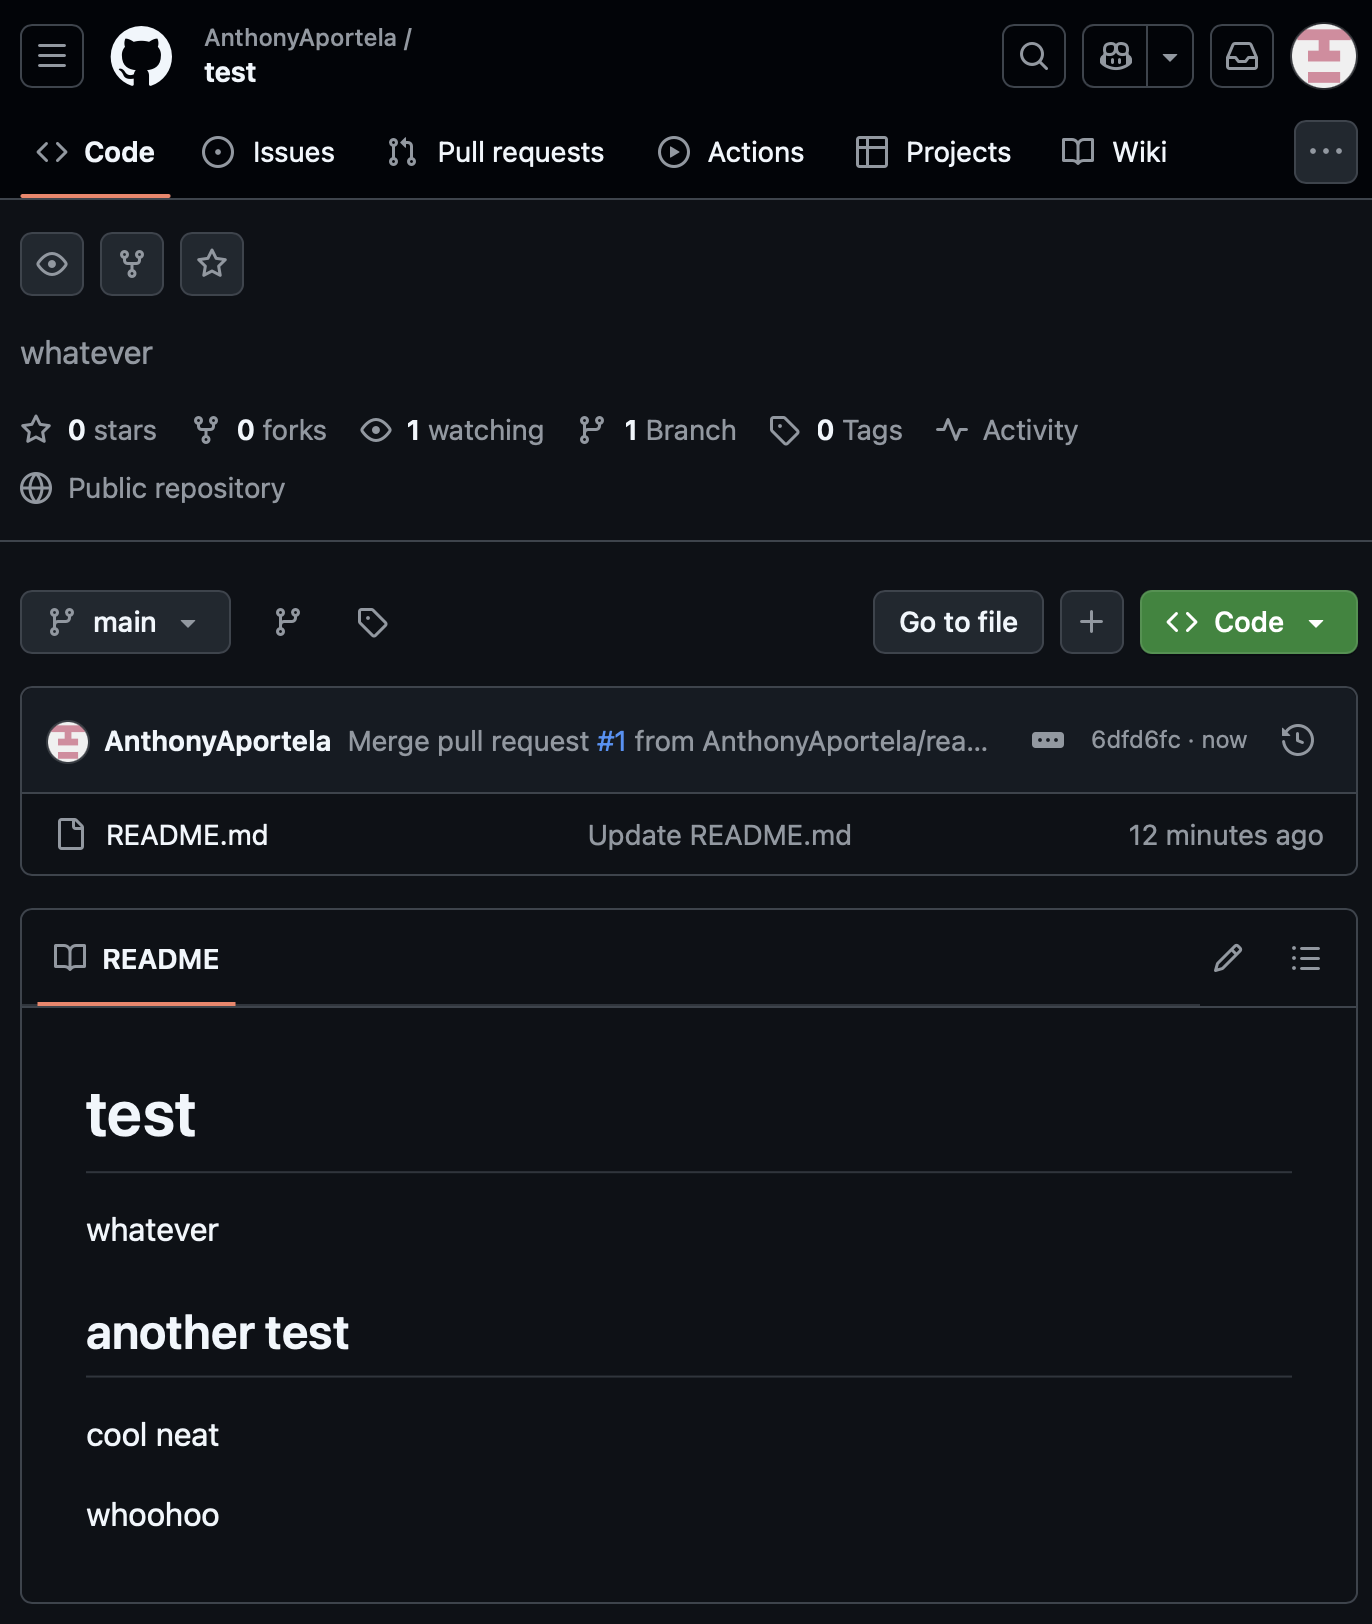 AnthonyAportela /
test
Code Issues Pull requests Actions Projects Wiki
whatever
0 stars 0 forks 1 watching 1 Branch 0 Tags Activity
Public repository
main Go to file Code
AnthonyAportela Merge pull request #1 from AnthonyAportela/rea... 6dfd6fc · now
README.md Update README.md 12 minutes ago
README
test
whatever
another test
cool neat
whoohoo